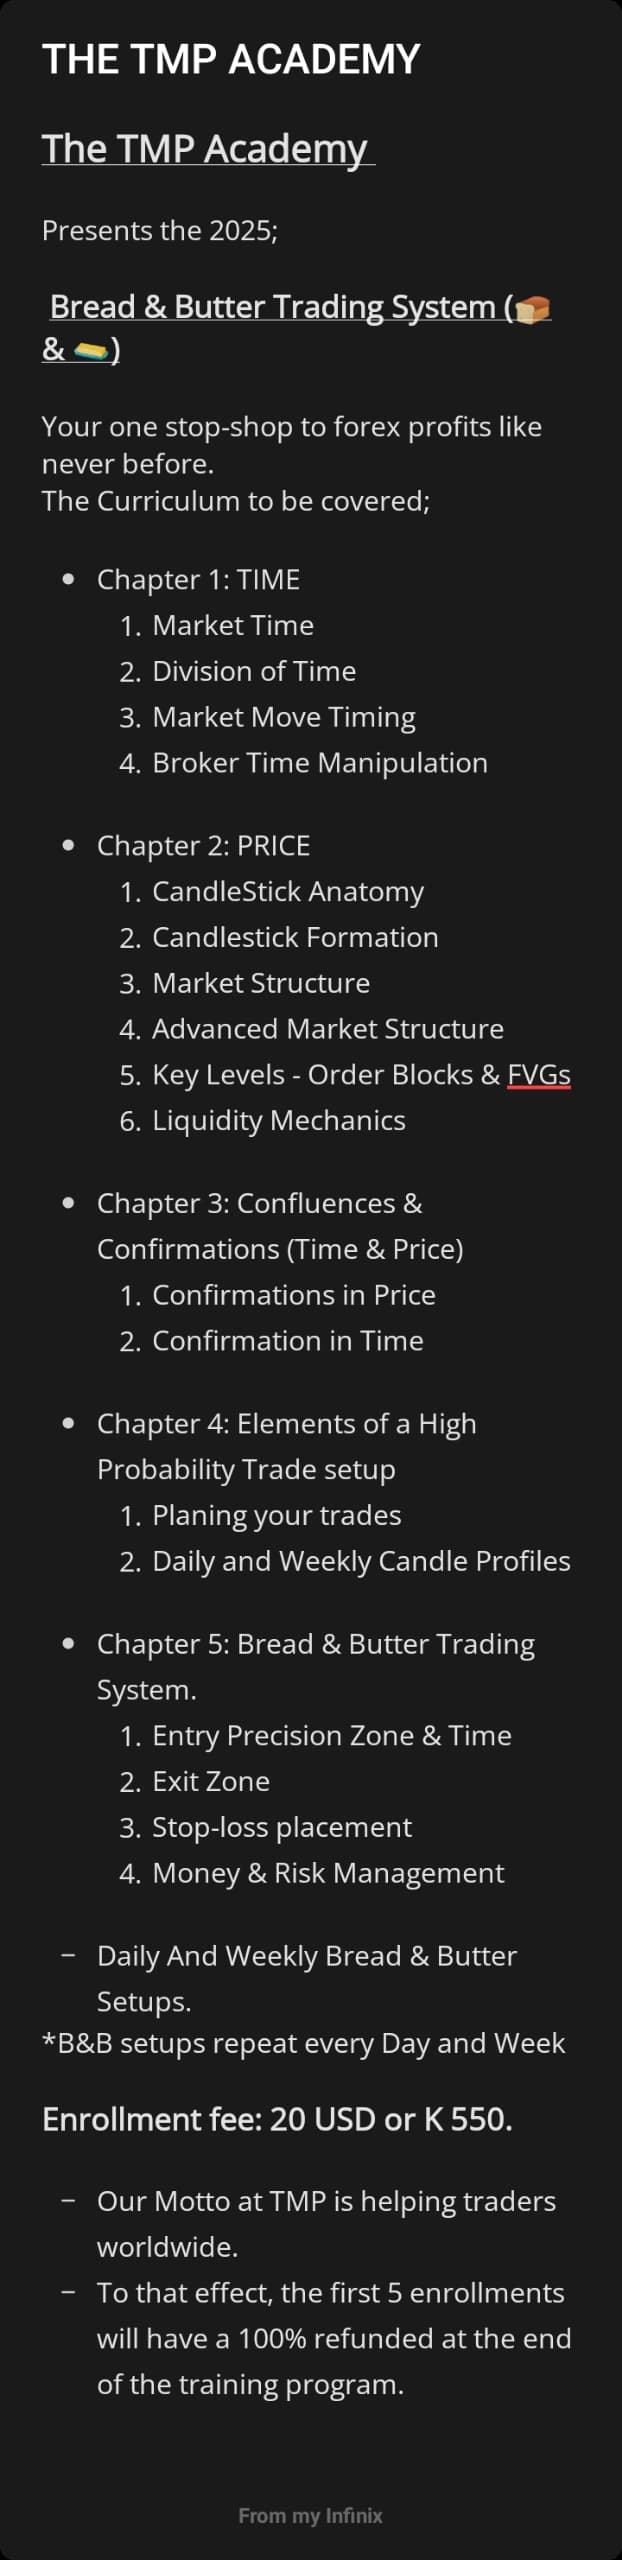 THE TMP ACADEMY
The TMP Academy
Presents the 2025;
Bread & Butter Trading System (🍞
& 🧈)
Your one stop-shop to forex profits like
never before.
The Curriculum to be covered;
• Chapter 1: TIME
1. Market Time
2. Division of Time
3. Market Move Timing
4. Broker Time Manipulation
• Chapter 2: PRICE
1. CandleStick Anatomy
2. Candlestick Formation
3. Market Structure
4. Advanced Market Structure
5. Key Levels - Order Blocks & FVGs
6. Liquidity Mechanics
• Chapter 3: Confluences &
Confirmations (Time & Price)
1. Confirmations in Price
2. Confirmation in Time
• Chapter 4: Elements of a High
Probability Trade setup
1. Planing your trades
2. Daily and Weekly Candle Profiles
• Chapter 5: Bread & Butter Trading
System.
1. Entry Precision Zone & Time
2. Exit Zone
3. Stop-loss placement
4. Money & Risk Management
– Daily And Weekly Bread & Butter
Setups.
*B&B setups repeat every Day and Week
Enrollment fee: 20 USD or K 550.
– Our Motto at TMP is helping traders
worldwide.
– To that effect, the first 5 enrollments
will have a 100% refunded at the end
of the training program.
From my Infinix